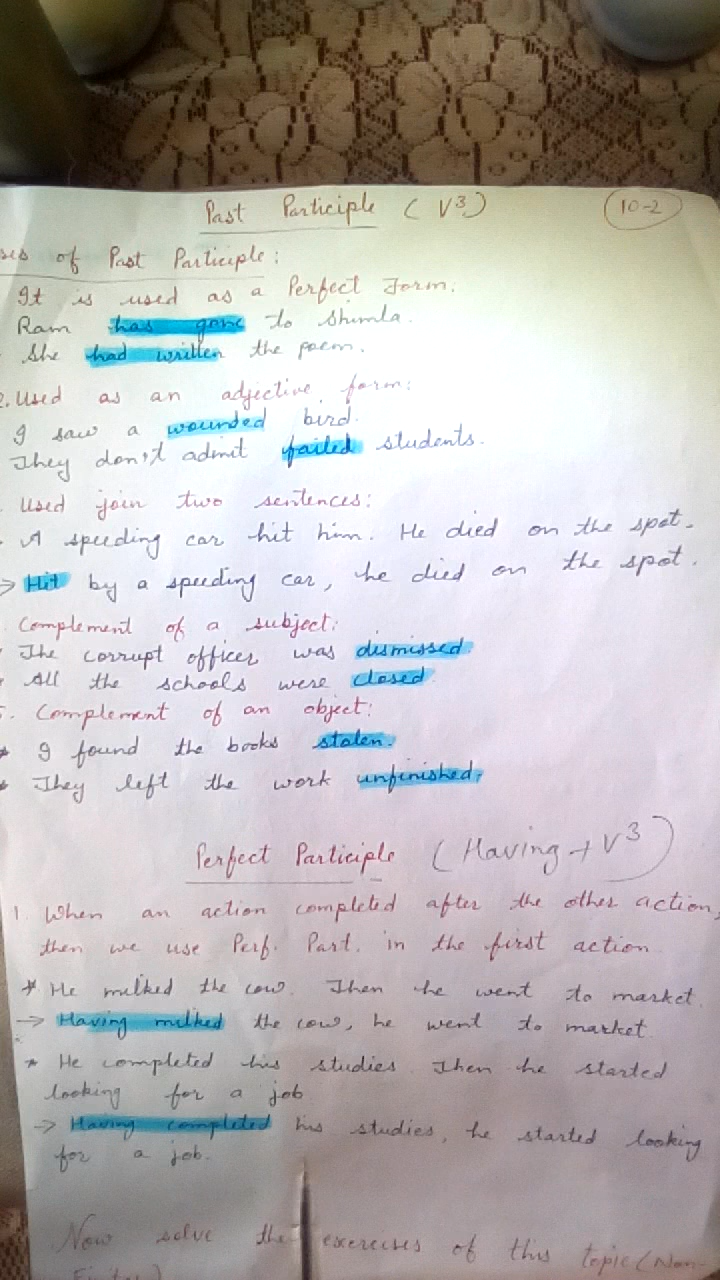 Past Participle ( V3)
10-2
ses of Past Participle:
It is used as a Perfect Form:
Ram has gone to Shimla.
She had written the poem.
2. Used as an adjective form:
I saw a wounded bird.
They don't admit failed students.
Used join two sentences:
A speeding car hit him. He died on the spot.
→ Hit by a speeding car, he died on the spot.
Complement of a subject:
The corrupt officer was dismissed.
All the schools were closed.
5. Complement of an object:
* I found the books stolen.
* They left the work unfinished.
Perfect Participle ( Having + V3)
1. When an action completed after the other action,
then we use Perf. Part. in the first action
* He milked the cow. Then he went to market.
→ Having milked the cow, he went to market.
* He completed his studies. Then he started
looking for a job
→ Having completed his studies, he started looking
for a job.
Now solve the exercises of this topic (Non-
Finites)